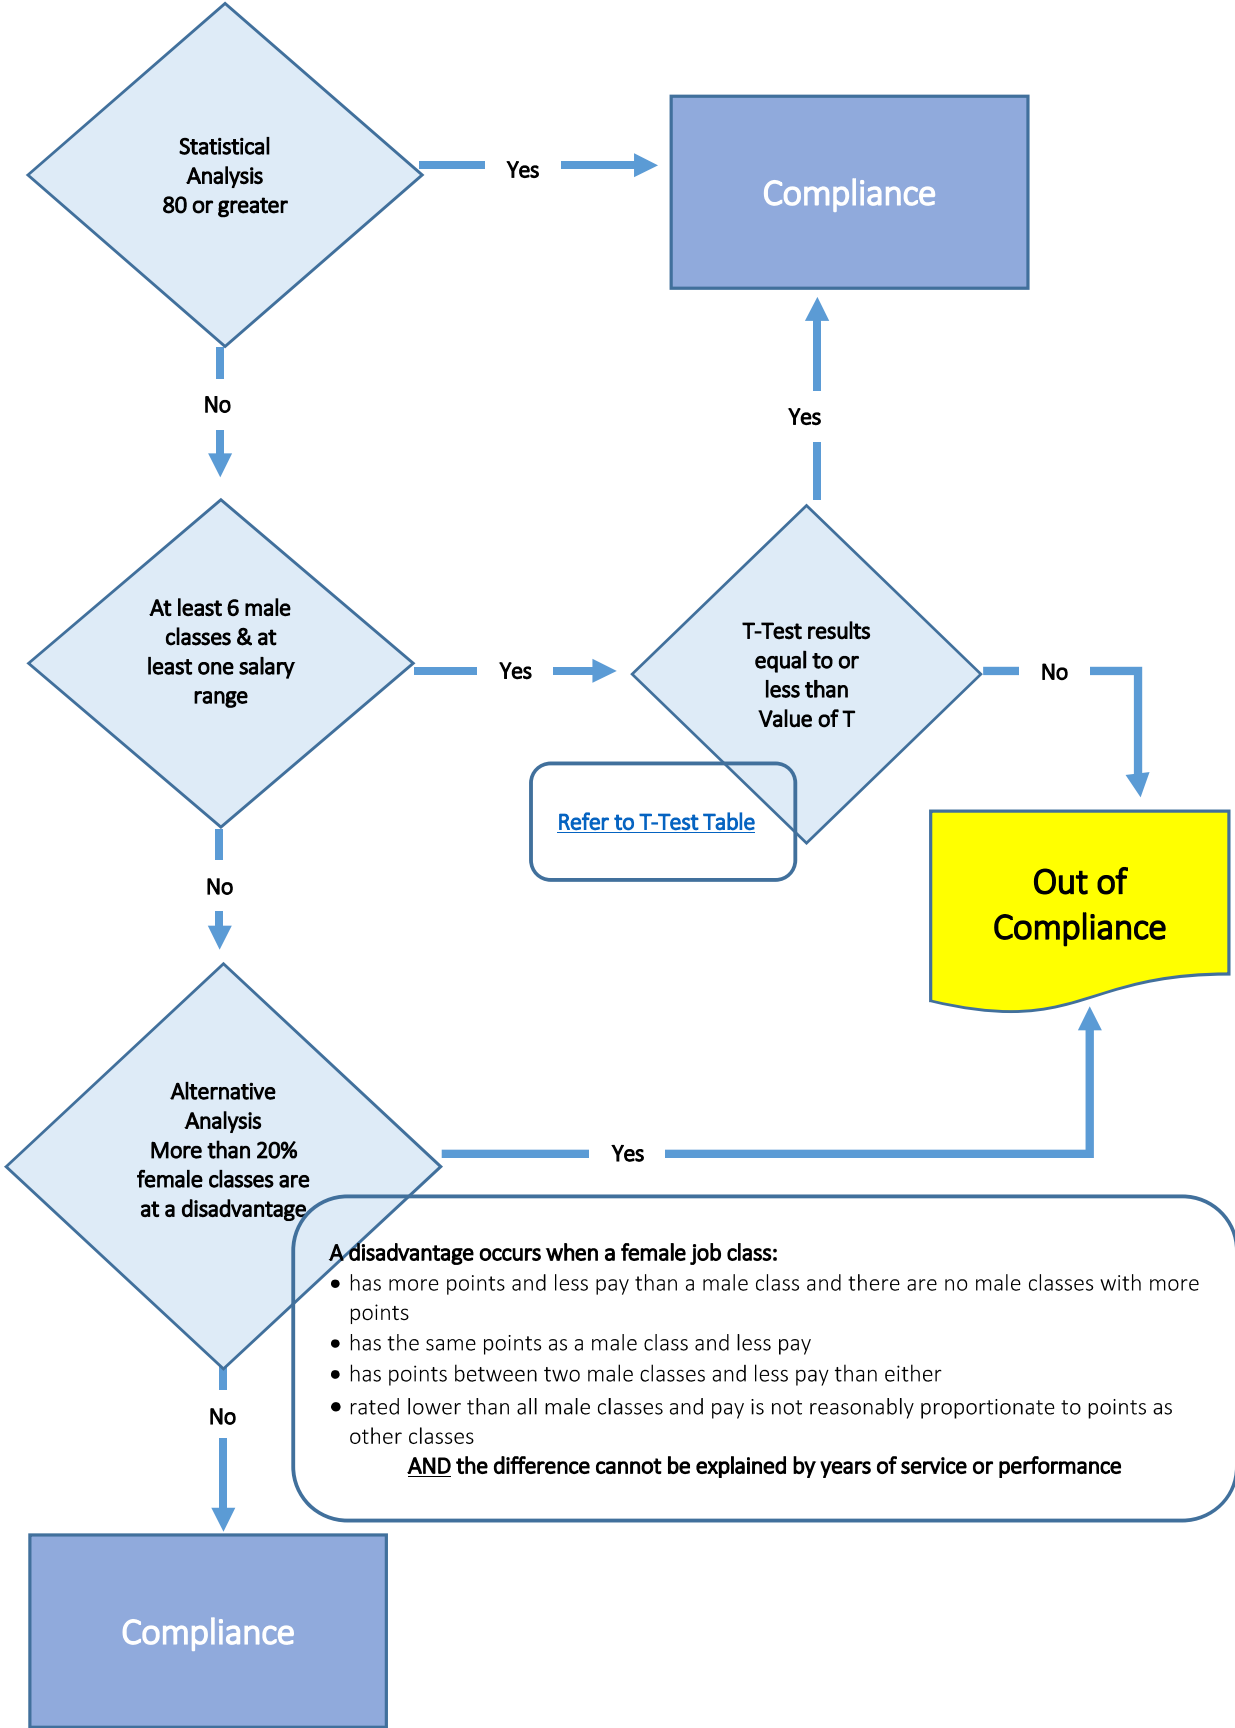 Statistical
Analysis
80 or greater
Yes
Compliance
No
Yes
At least 6 male
classes & at
least one salary
range
Yes
T-Test results
equal to or
less than
Value of T
No
Refer to T-Test Table
No
Out of
Compliance
Alternative
Analysis
More than 20%
female classes are
at a disadvantage
Yes
A disadvantage occurs when a female job class:
• has more points and less pay than a male class and there are no male classes with more
points
• has the same points as a male class and less pay
• has points between two male classes and less pay than either
• rated lower than all male classes and pay is not reasonably proportionate to points as
other classes
AND the difference cannot be explained by years of service or performance
No
Compliance